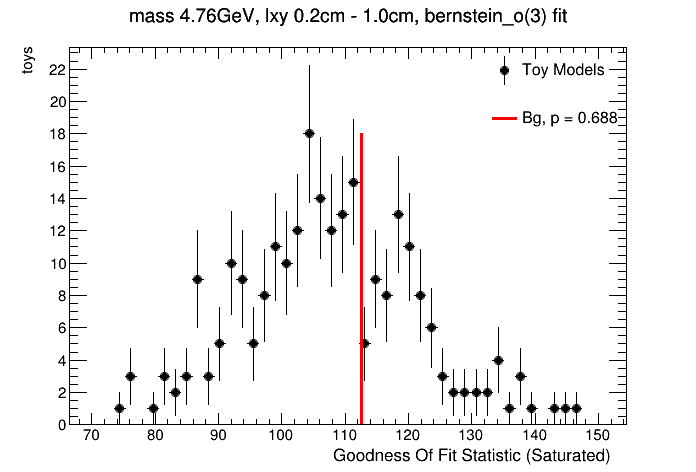 mass 4.76GeV, lxy 0.2cm - 1.0cm, bernstein_o(3) fit
toys
Toy Models
Bg, p = 0.688
22
20
18
16
14
12
10
8
6
4
2
0
70 80 90 100 110 120 130 140 150
Goodness Of Fit Statistic (Saturated)